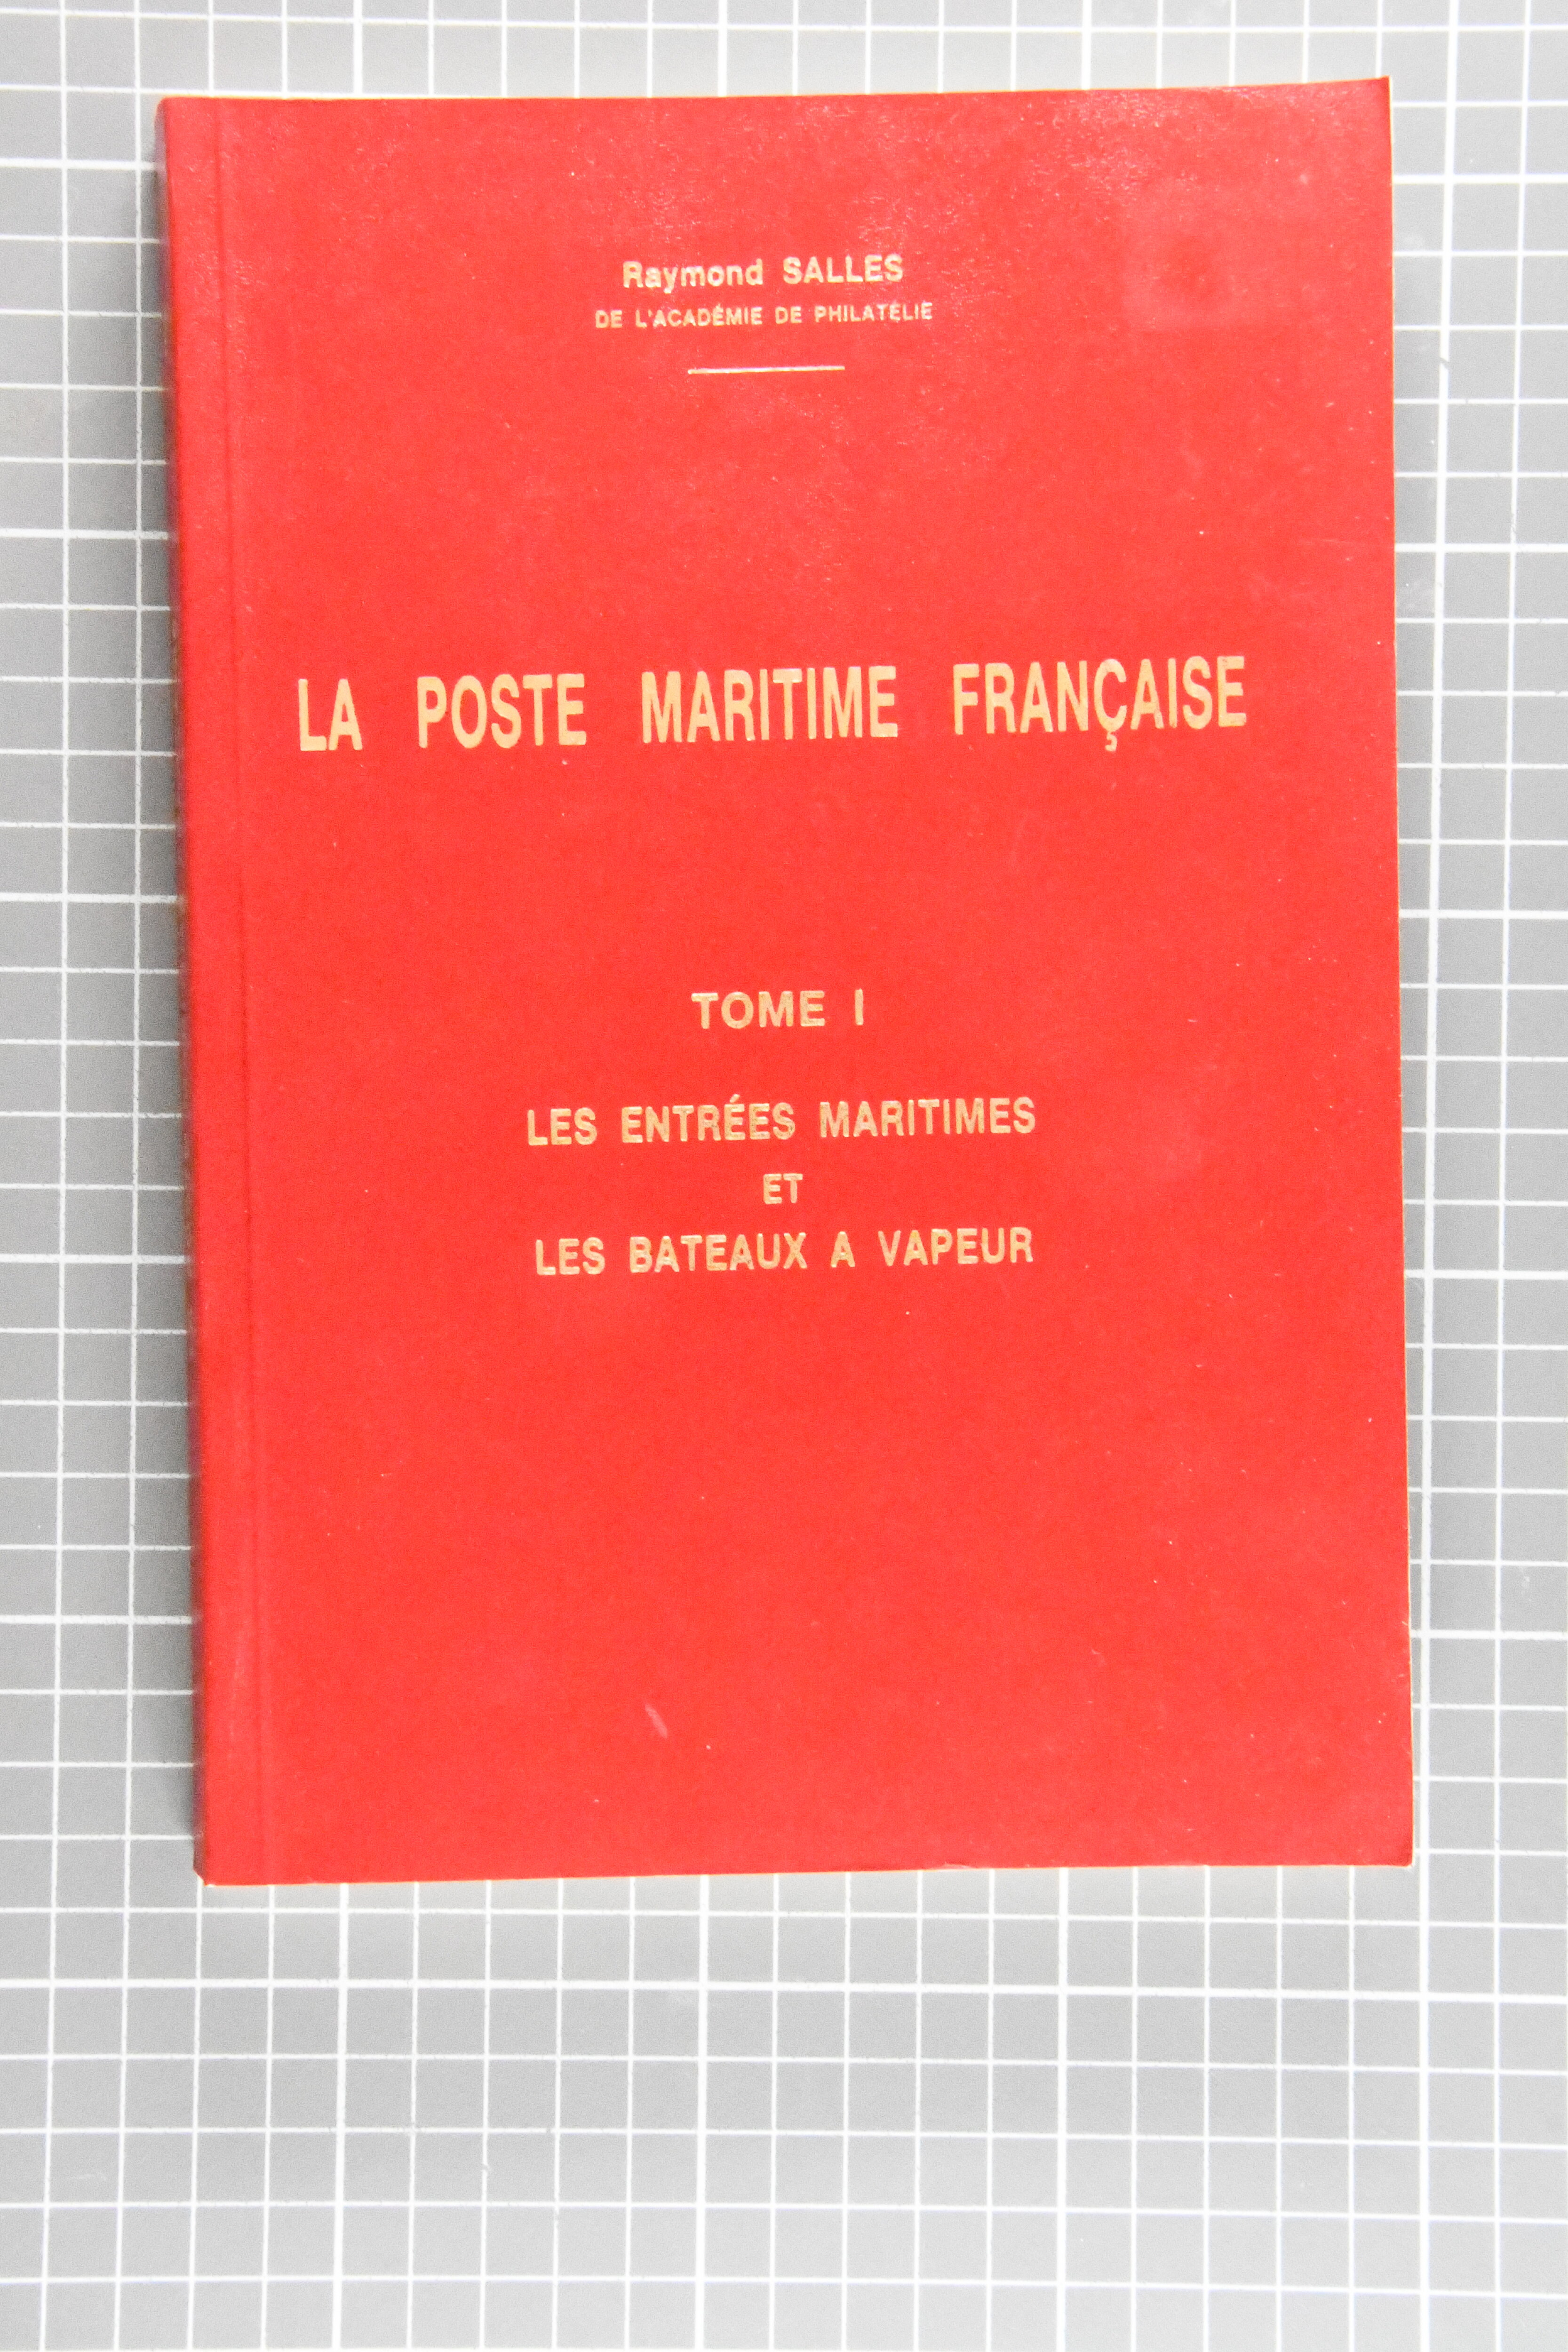 Raymond SALLES
DE L'ACADÉMIE DE PHILATÉLIE
LA POSTE MARITIME FRANÇAISE
TOME I
LES ENTRÉES MARITIMES
ET
LES BATEAUX A VAPEUR